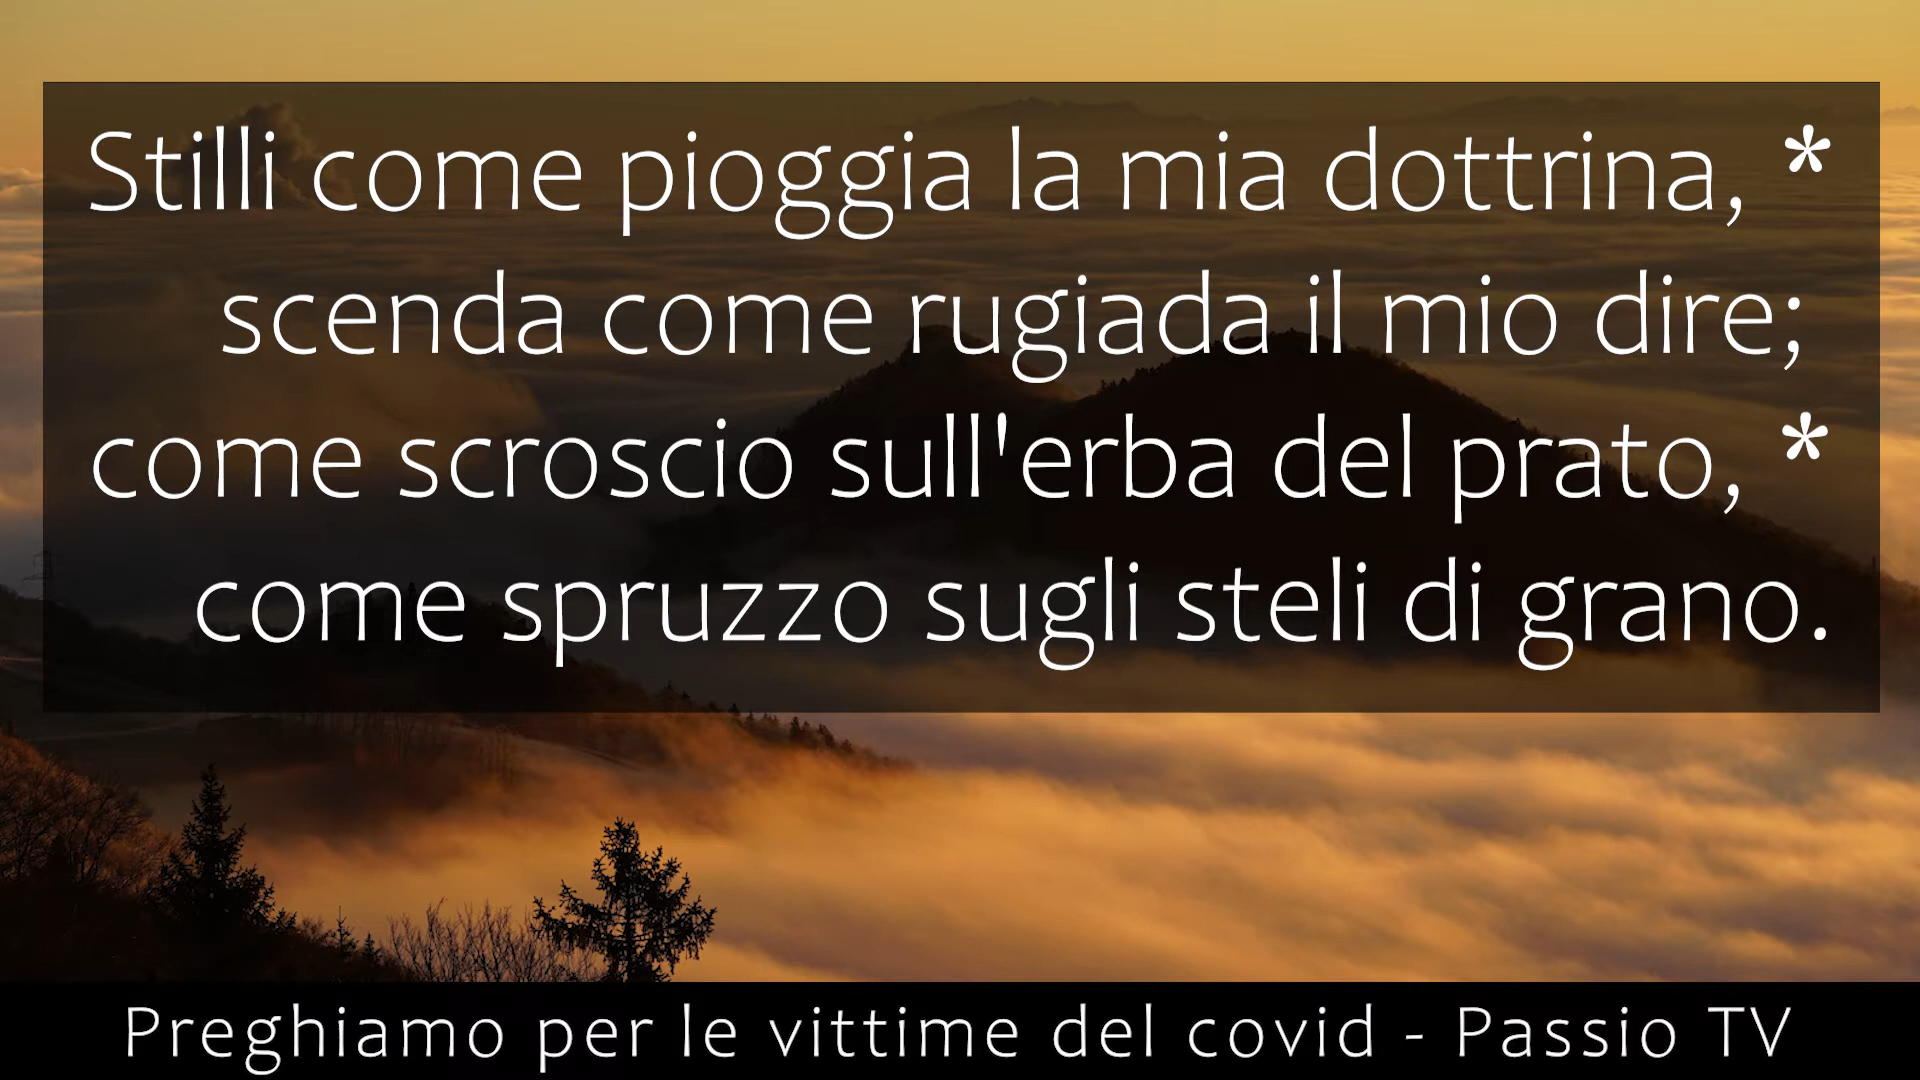 Stilli come pioggia la mia dottrina, *
scenda come rugiada il mio dire;
come scroscio sull'erba del prato, *
come spruzzo sugli steli di grano.
Preghiamo per le vittime del covid - Passio TV